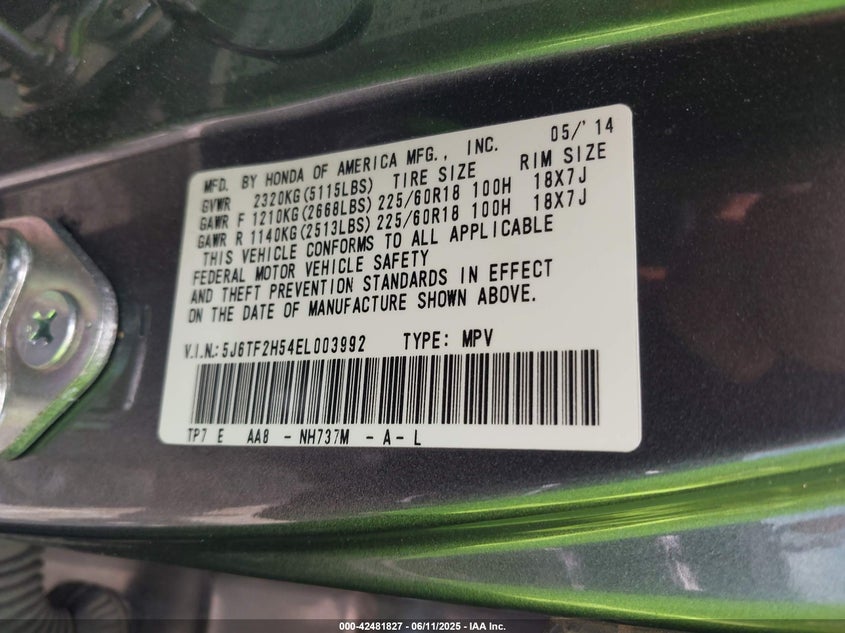 MFD. BY HONDA OF AMERICA MFG., INC. 05/'14
GVWR 2320KG(5115LBS) TIRE SIZE RIM SIZE
GAWR F 1210KG(2668LBS) 225/60R18 100H 18X7J
GAWR R 1140KG(2513LBS) 225/60R18 100H 18X7J
THIS VEHICLE CONFORMS TO ALL APPLICABLE
FEDERAL MOTOR VEHICLE SAFETY
AND THEFT PREVENTION STANDARDS IN EFFECT
ON THE DATE OF MANUFACTURE SHOWN ABOVE.
V.I.N.: 5J6TF2H54EL003992 TYPE: MPV
TP7 E AA8 - NH737M - A - L
000-42481827 - 06/11/2025 - IAA Inc.